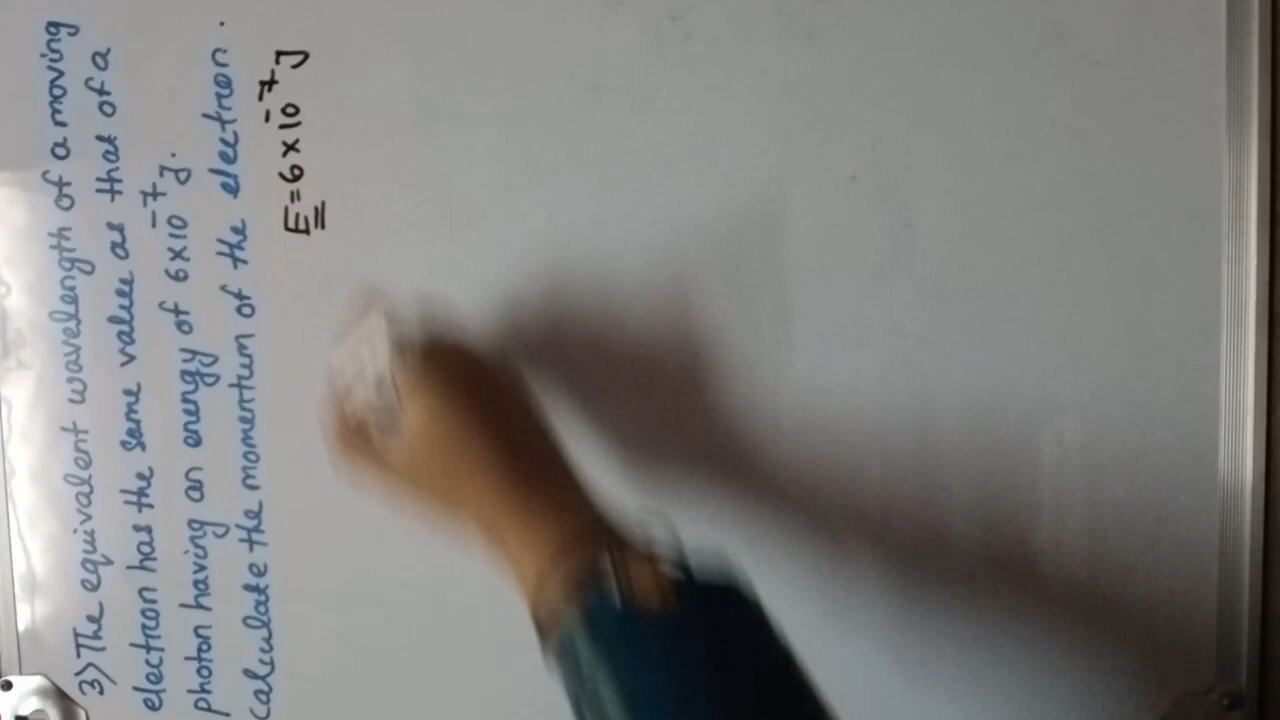 3) The equivalent wavelength of a moving
electron has the same value as that of a
photon having an energy of 6×10⁻⁷ J.
calculate the momentum of the electron.
E=6×10⁻⁷J